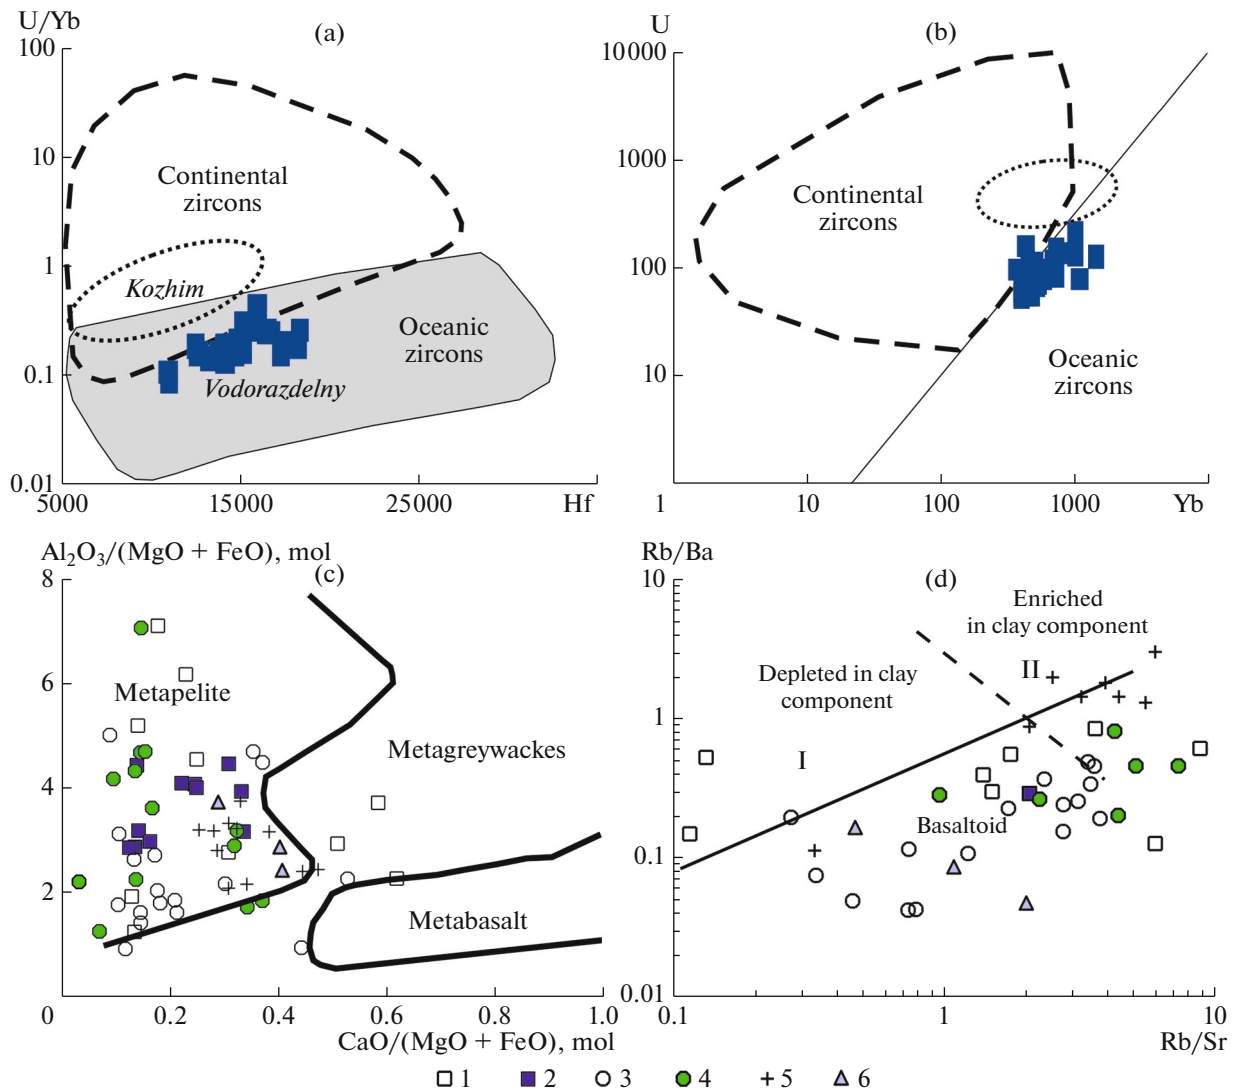 U/Yb
(a)
100
10
1
0.1
0.01
5000
15000
25000
Hf
Continental
zircons
Kozhim
Oceanic
zircons
Vodorazdelny
U
(b)
10000
1000
100
10
1
10
100
1000
Yb
Continental
zircons
Oceanic
zircons
Al2O3/(MgO + FeO), mol
(c)
8
6
4
2
0
0.2
0.4
0.6
0.8
1.0
CaO/(MgO + FeO), mol
Metapelite
Metagreywackes
Metabasalt
Rb/Ba
(d)
10
1
0.1
0.01
0.1
1
10
Rb/Sr
Enriched
in clay component
II
Depleted in clay
component
I
Basaltoid
1 2 3 4 5 6